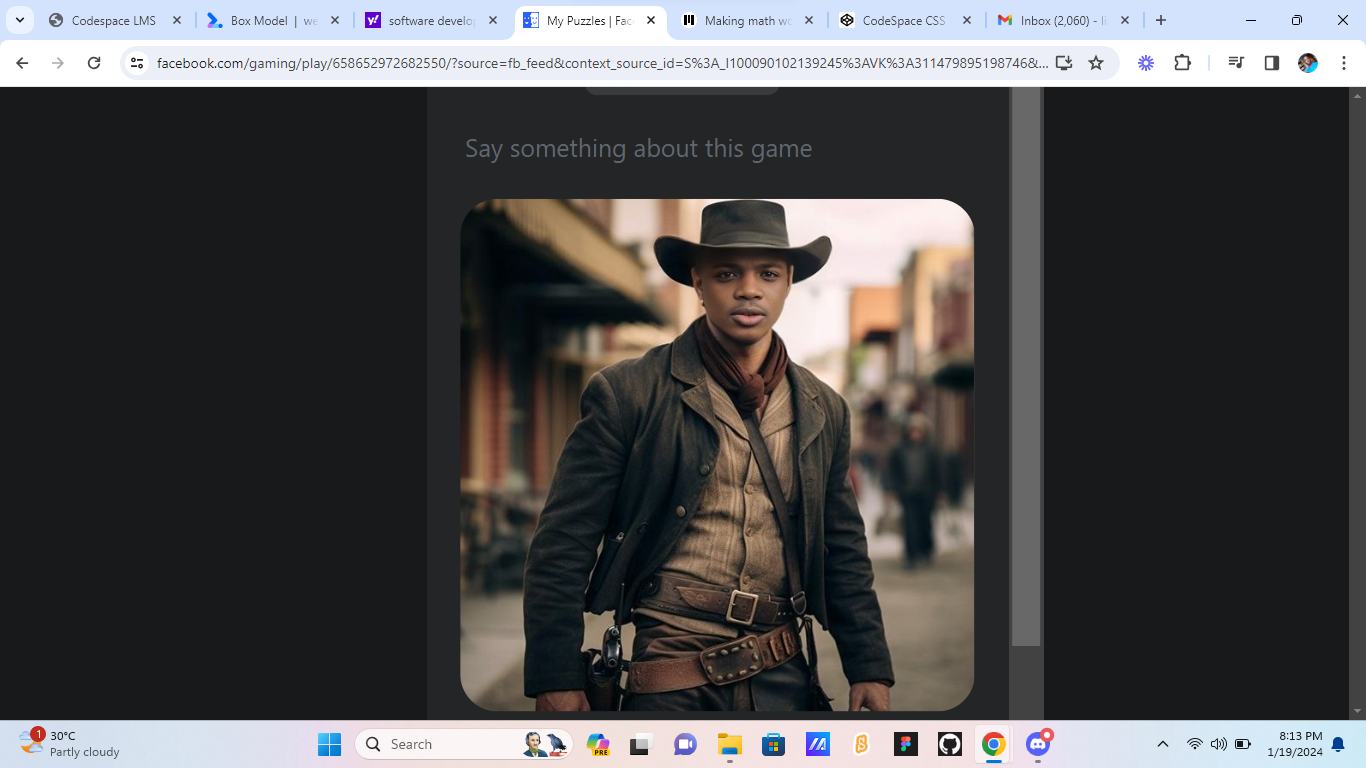 Codespace LMS
Box Model | we
software develop
My Puzzles | Fac
Making math wo
CodeSpace CSS
Inbox (2,060) - li
facebook.com/gaming/play/658652972682550/?source=fb_feed&context_source_id=S%3A_I100090102139245%3AVK%3A3114798951987468&...
Say something about this game
1
30°C
Partly cloudy
Search
PRE
8:13 PM
1/19/2024